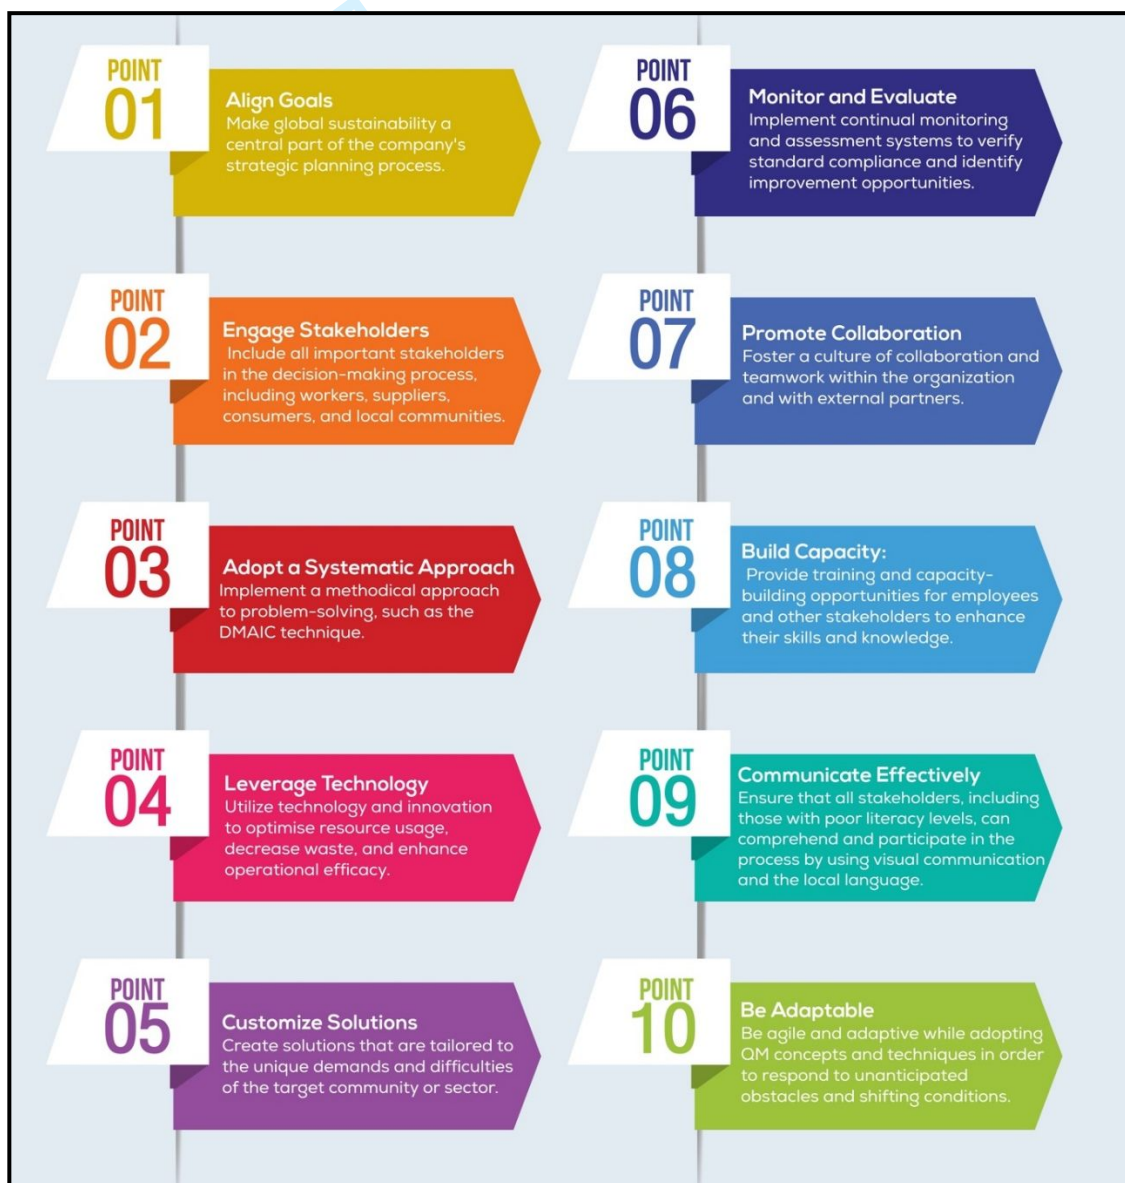 POINT
01
Align Goals
Make global sustainability a
central part of the company's
strategic planning process.
POINT
02
Engage Stakeholders
Include all important stakeholders
in the decision-making process,
including workers, suppliers,
consumers, and local communities.
POINT
03
Adopt a Systematic Approach
Implement a methodical approach
to problem-solving, such as the
DMAIC technique.
POINT
04
Leverage Technology
Utilize technology and innovation
to optimise resource usage,
decrease waste, and enhance
operational efficacy.
POINT
05
Customize Solutions
Create solutions that are tailored to
the unique demands and difficulties
of the target community or sector.
POINT
06
Monitor and Evaluate
Implement continual monitoring
and assessment systems to verify
standard compliance and identify
improvement opportunities.
POINT
07
Promote Collaboration
Foster a culture of collaboration and
teamwork within the organization
and with external partners.
POINT
08
Build Capacity:
Provide training and capacity-
building opportunities for employees
and other stakeholders to enhance
their skills and knowledge.
POINT
09
Communicate Effectively
Ensure that all stakeholders, including
those with poor literacy levels, can
comprehend and participate in the
process by using visual communication
and the local language.
POINT
10
Be Adaptable
Be agile and adaptive while adopting
QM concepts and techniques in order
to respond to unanticipated
obstacles and shifting conditions.